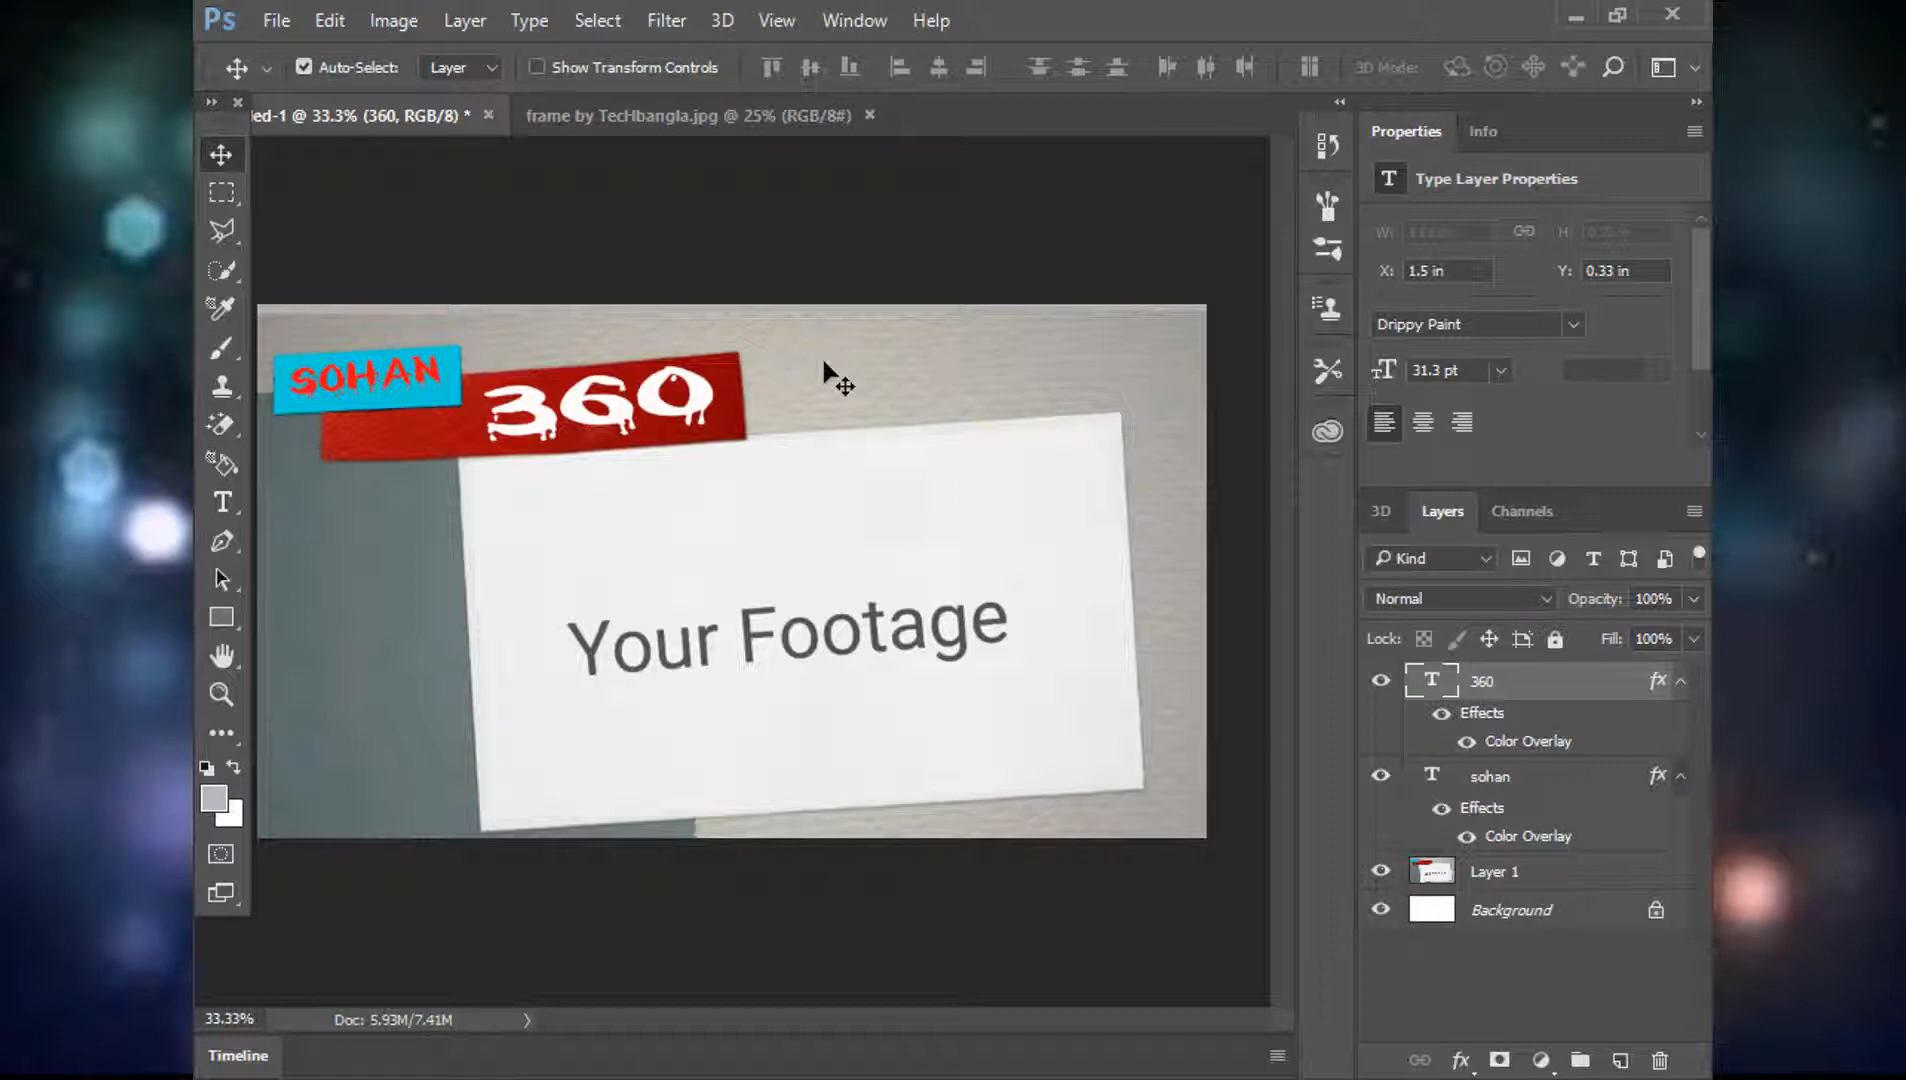 Ps File Edit Image Layer Type Select Filter 3D View Window Help
Auto-Select: Layer Show Transform Controls 3D Mode:
led-1 @ 33.3% (360, RGB/8) * frame by TecHbangla.jpg @ 25% (RGB/8#)
Properties Info
T Type Layer Properties
W: H:
X: 1.5 in Y: 0.33 in
Drippy Paint
31.3 pt
SOHAN
360
Your Footage
3D Layers Channels
Kind
Normal Opacity: 100%
Lock: Fill: 100%
T 360 fx
Effects
Color Overlay
T sohan fx
Effects
Color Overlay
Layer 1
Background
33.33% Doc: 5.93M/7.41M
Timeline
fx